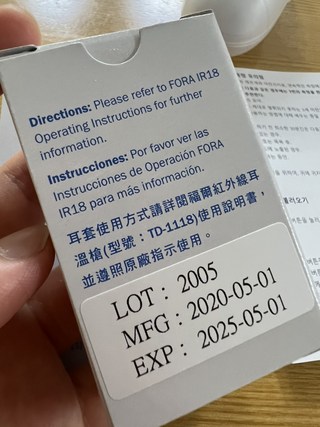 Directions: Please refer to FORA IR18
Operating Instructions for further
information.
Instrucciones: Por favor ver las
Instrucciones de Operación FORA
IR18 para más información.
耳套使用方式請詳閱福爾紅外線耳
溫槍(型號：TD-1118)使用說明書，
並遵照原廠指示使用。
LOT： 2005
MFG： 2020-05-01
EXP： 2025-05-01